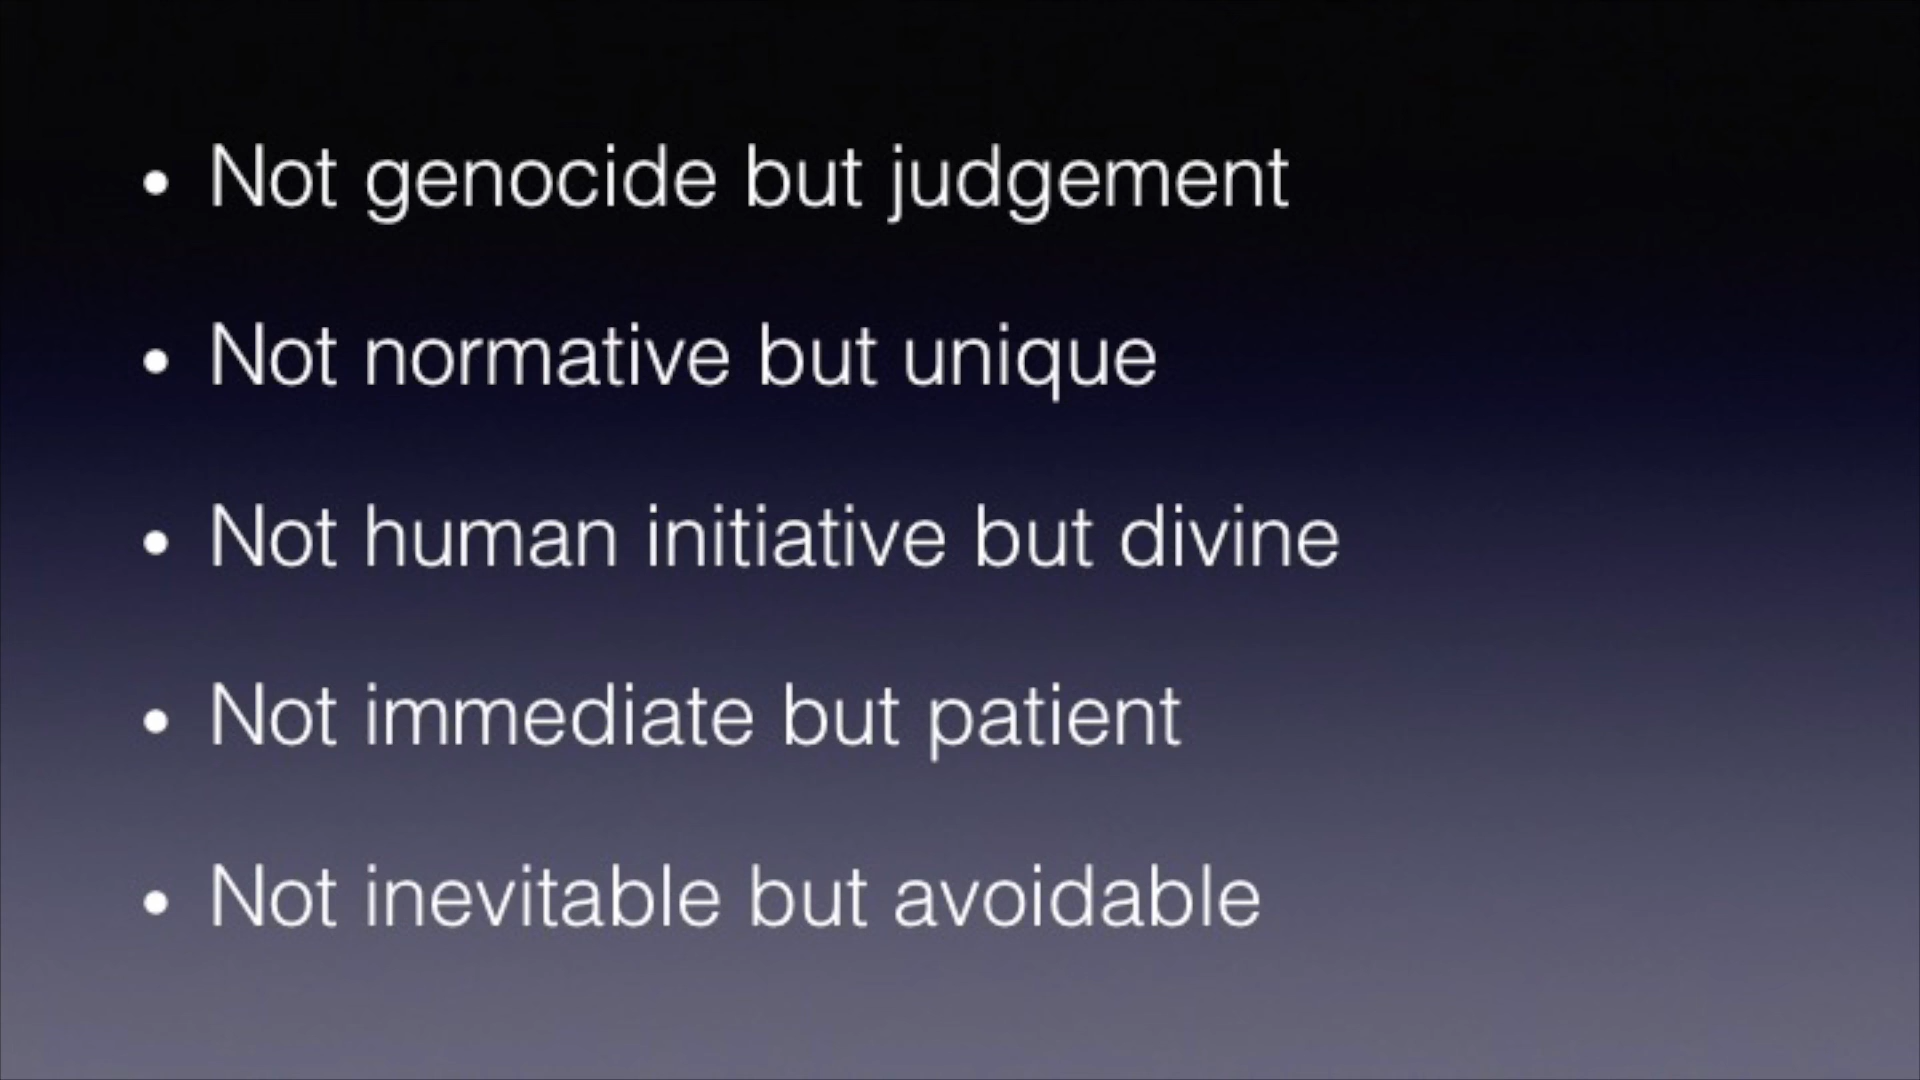 • Not genocide but judgement
• Not normative but unique
• Not human initiative but divine
• Not immediate but patient
• Not inevitable but avoidable